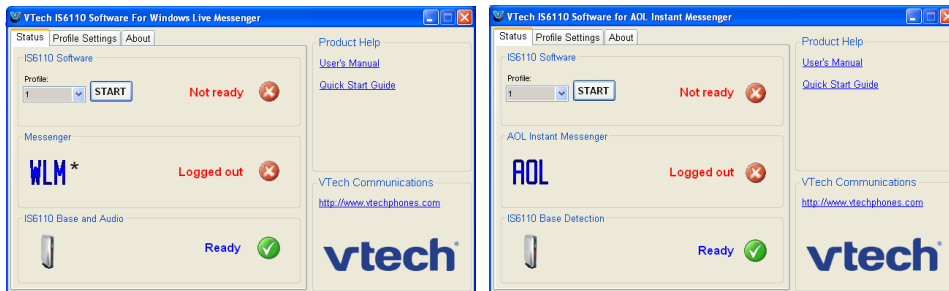 VTech IS6110 Software For Windows Live Messenger
Status Profile Settings About
IS6110 Software
Profile:
1
START
Not ready
Messenger
WLM*
Logged out
IS6110 Base and Audio
Ready
Product Help
User's Manual
Quick Start Guide
VTech Communications
http://www.vtechphones.com
vtech
VTech IS6110 Software for AOL Instant Messenger
Status Profile Settings About
IS6110 Software
Profile:
1
START
Not ready
AOL Instant Messenger
AOL
Logged out
IS6110 Base Detection
Ready
Product Help
User's Manual
Quick Start Guide
VTech Communications
http://www.vtechphones.com
vtech